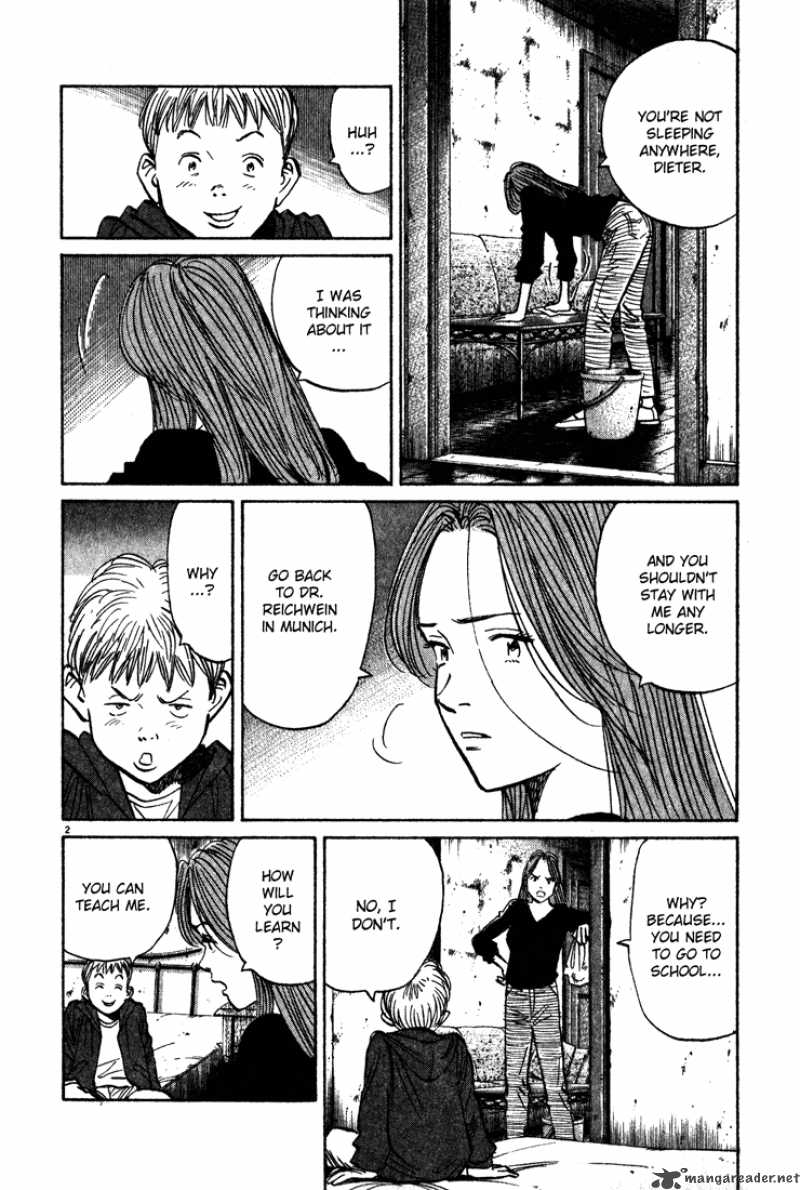 YOU'RE NOT
SLEEPING
ANYWHERE,
DIETER.
HUH
...?
I WAS
THINKING
ABOUT IT
...
AND YOU
SHOULDN'T
STAY WITH
ME ANY
LONGER.
GO BACK
TO DR.
REICHWEIN
IN MUNICH.
WHY
...?
2
WHY?
BECAUSE...
YOU NEED
TO GO TO
SCHOOL...
NO, I
DON'T.
HOW
WILL
YOU
LEARN
?
YOU CAN
TEACH ME.
mangareader.net